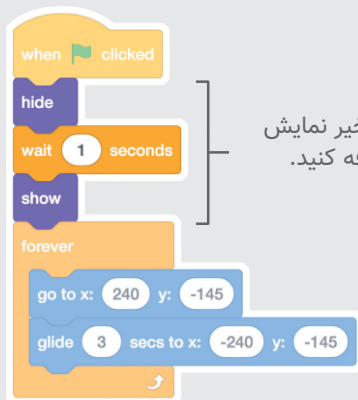 when clicked
hide
wait 1 seconds
show
forever
go to x: 240 y: -145
glide 3 secs to x: -240 y: -145
نمایش
کنید.